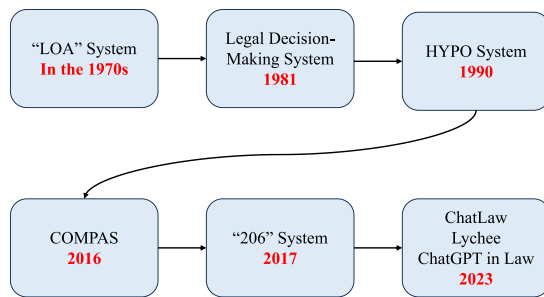 “LOA” System
In the 1970s
Legal Decision-
Making System
1981
HYPO System
1990
COMPAS
2016
“206” System
2017
ChatLaw
Lychee
ChatGPT in Law
2023